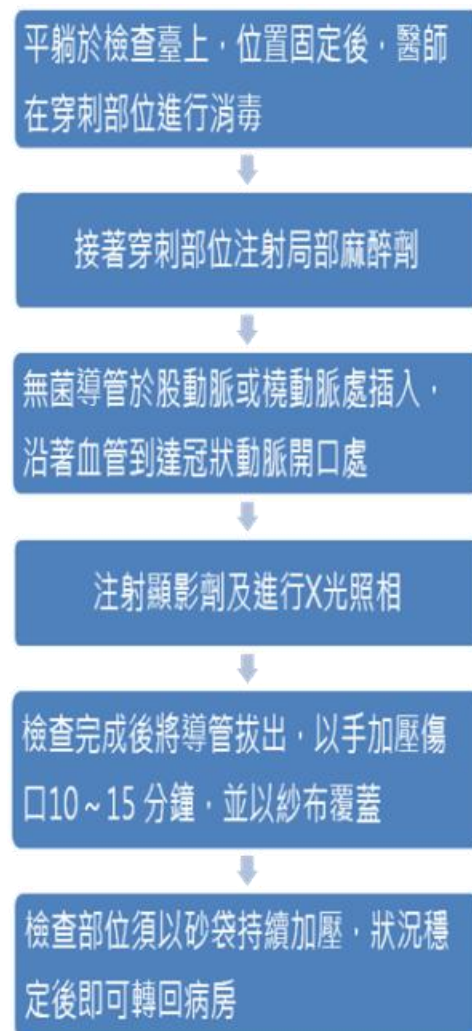 平躺於檢查臺上，位置固定後，醫師
在穿刺部位進行消毒
接著穿刺部位注射局部麻醉劑
無菌導管於股動脈或橈動脈處插入，
沿著血管到達冠狀動脈開口處
注射顯影劑及進行X光照相
檢查完成後將導管拔出，以手加壓傷
口10～15 分鐘，並以紗布覆蓋
檢查部位須以砂袋持續加壓，狀況穩
定後即可轉回病房